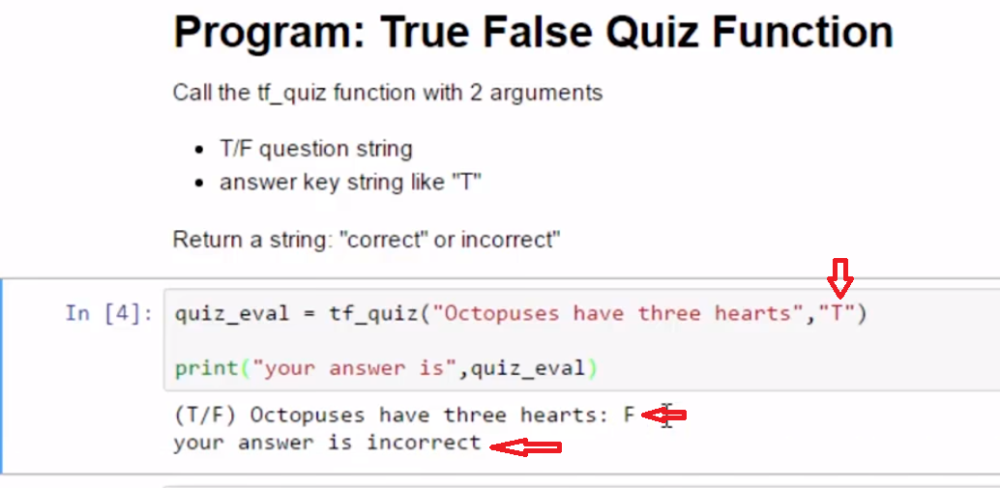 Program: True False Quiz Function
Call the tf_quiz function with 2 arguments
• T/F question string
• answer key string like "T"
Return a string: "correct" or incorrect"
In [4]: quiz_eval = tf_quiz("Octopuses have three hearts","T")
print("your answer is",quiz_eval)
(T/F) Octopuses have three hearts: F
your answer is incorrect